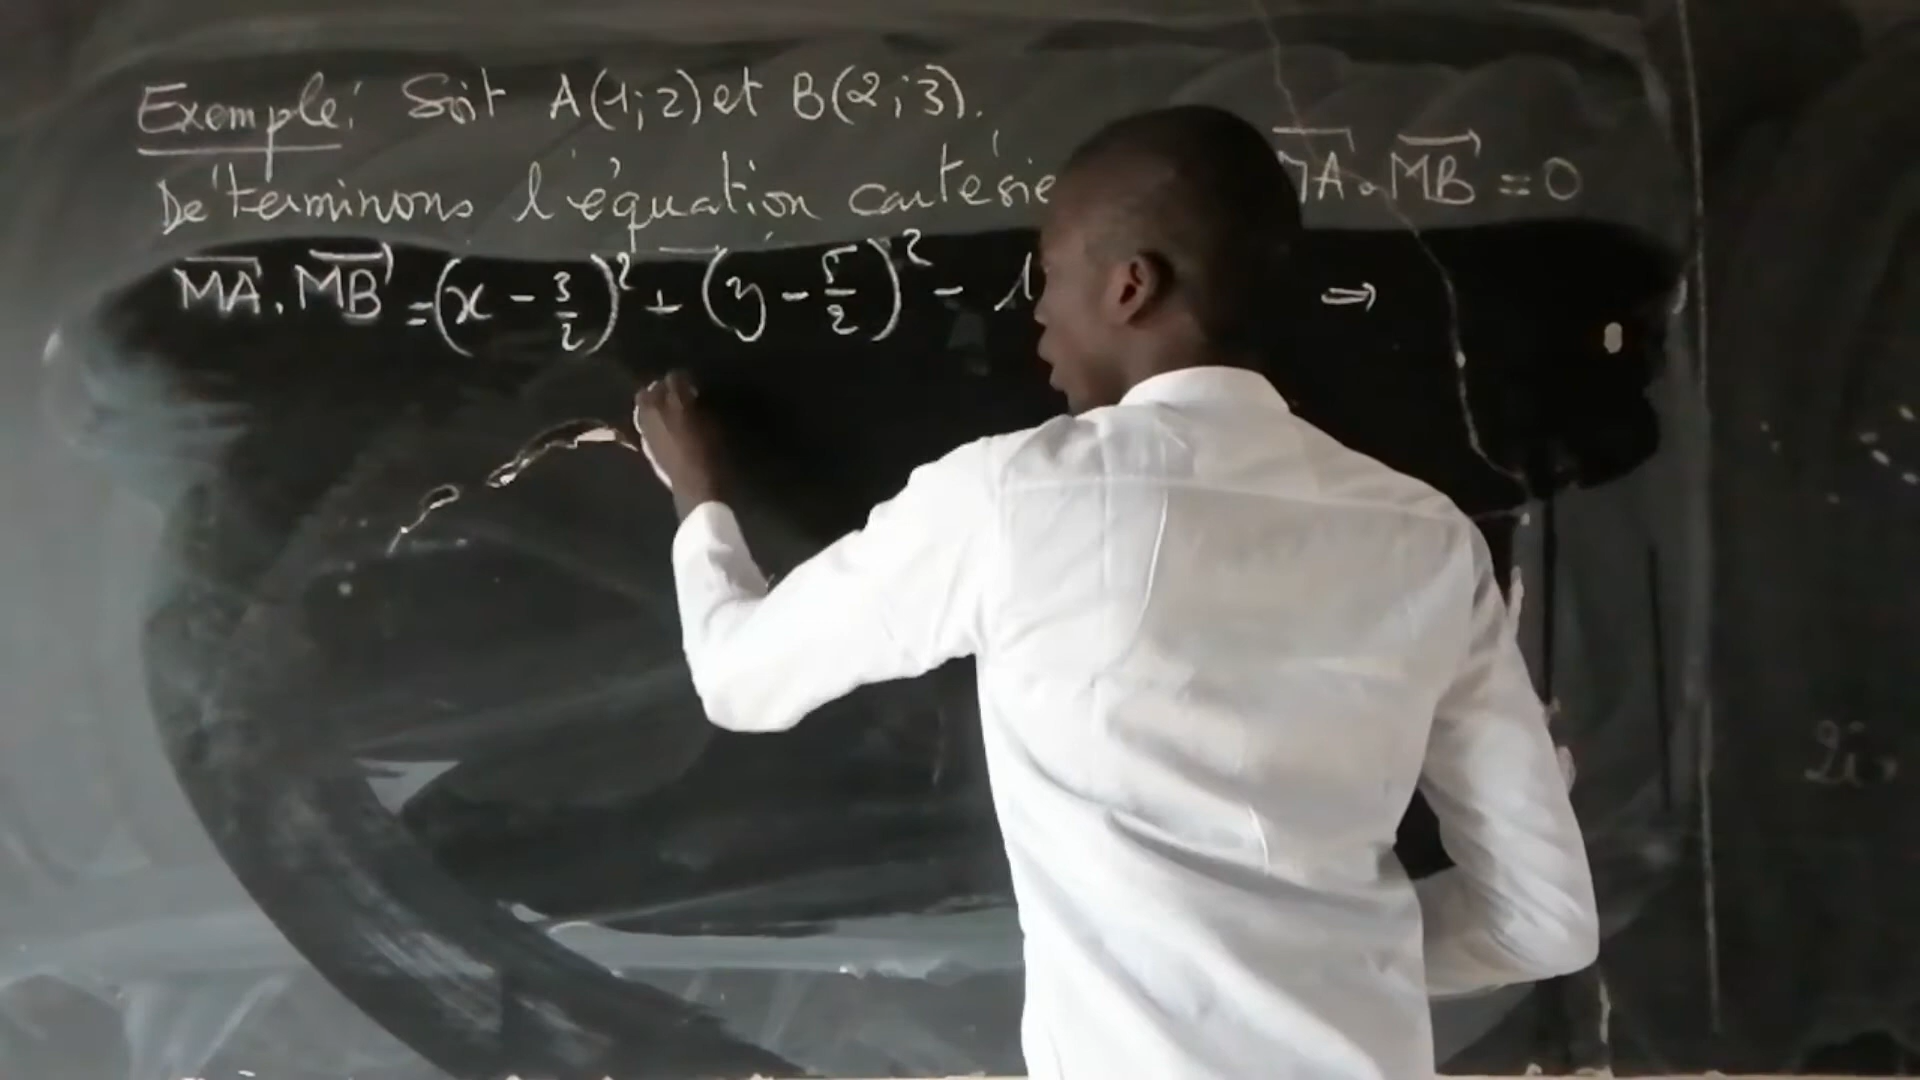 Exemple: Soit A(1;2) et B(2;3).
Déterminons l'équation cartésie MA⃗.MB⃗ = 0
MA⃗.MB⃗ = (x - 3/2)² + (y - 5/2)² - 1 ⇒